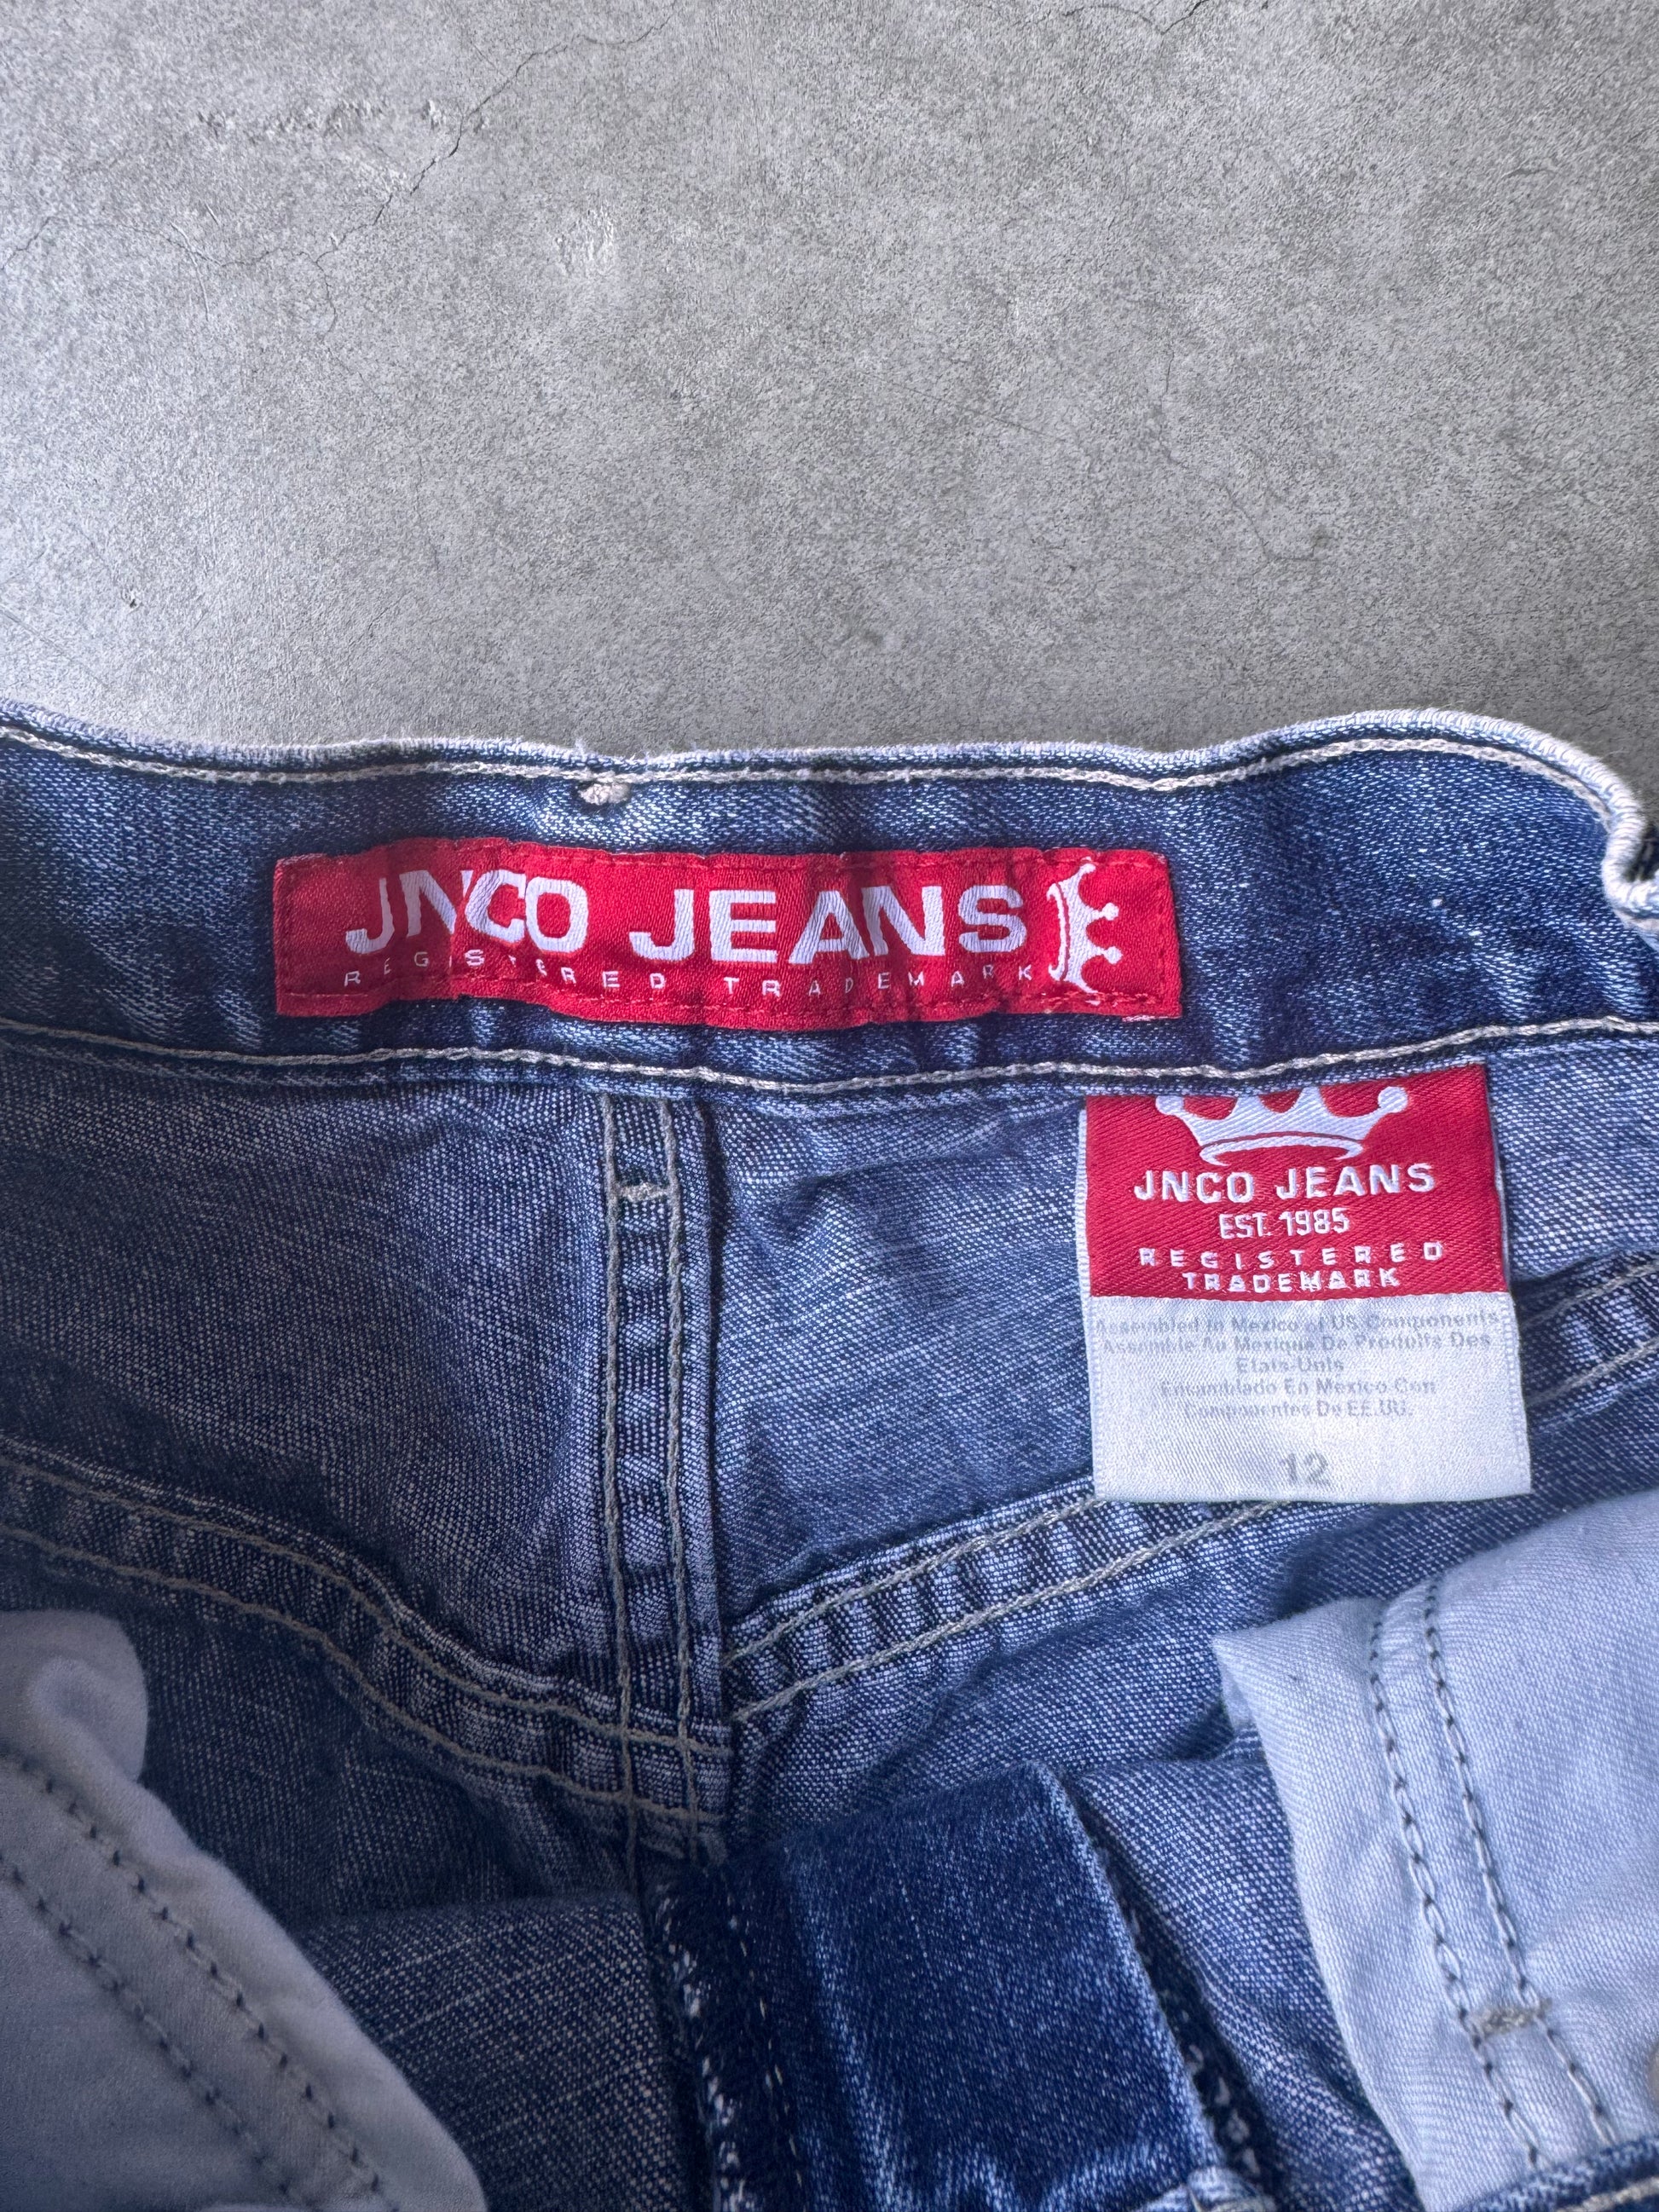 JNCO JEANS
REGISTERED TRADEMARK
JNCO JEANS
EST. 1985
REGISTERED
TRADEMARK
Assembled In Mexico of US Components
Assemble Au Mexique De Produits Des
Etats-Unis
Ensamblado En Mexico Con
Componentes De EE.UU.
12